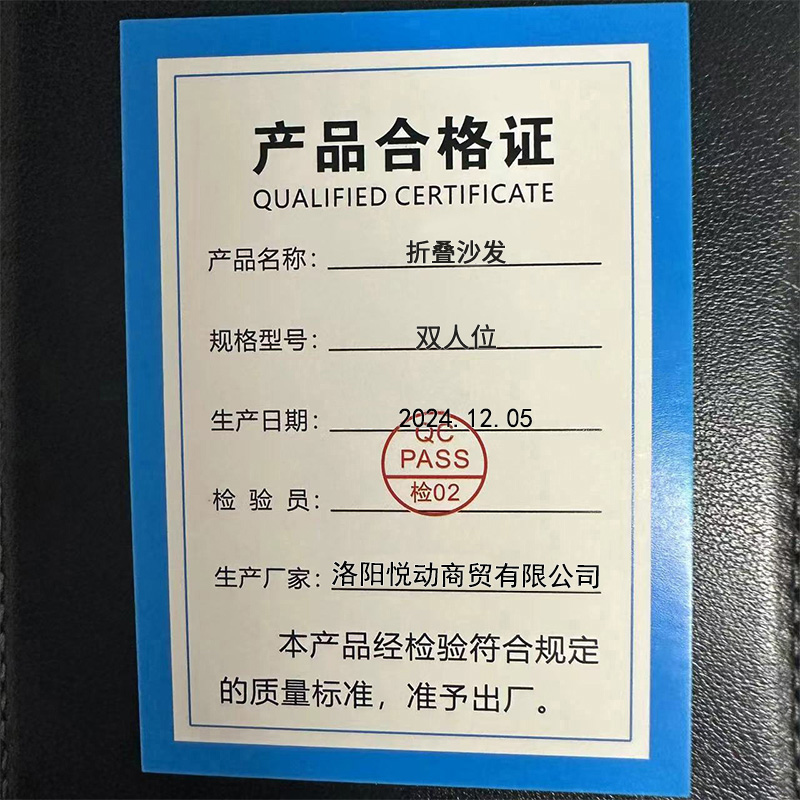 产品合格证
QUALIFIED CERTIFICATE
产品名称： 折叠沙发
规格型号： 双人位
生产日期： 2024.12.05
QC
PASS
检02
检 验 员：
生产厂家： 洛阳悦动商贸有限公司
本产品经检验符合规定
的质量标准，准予出厂。